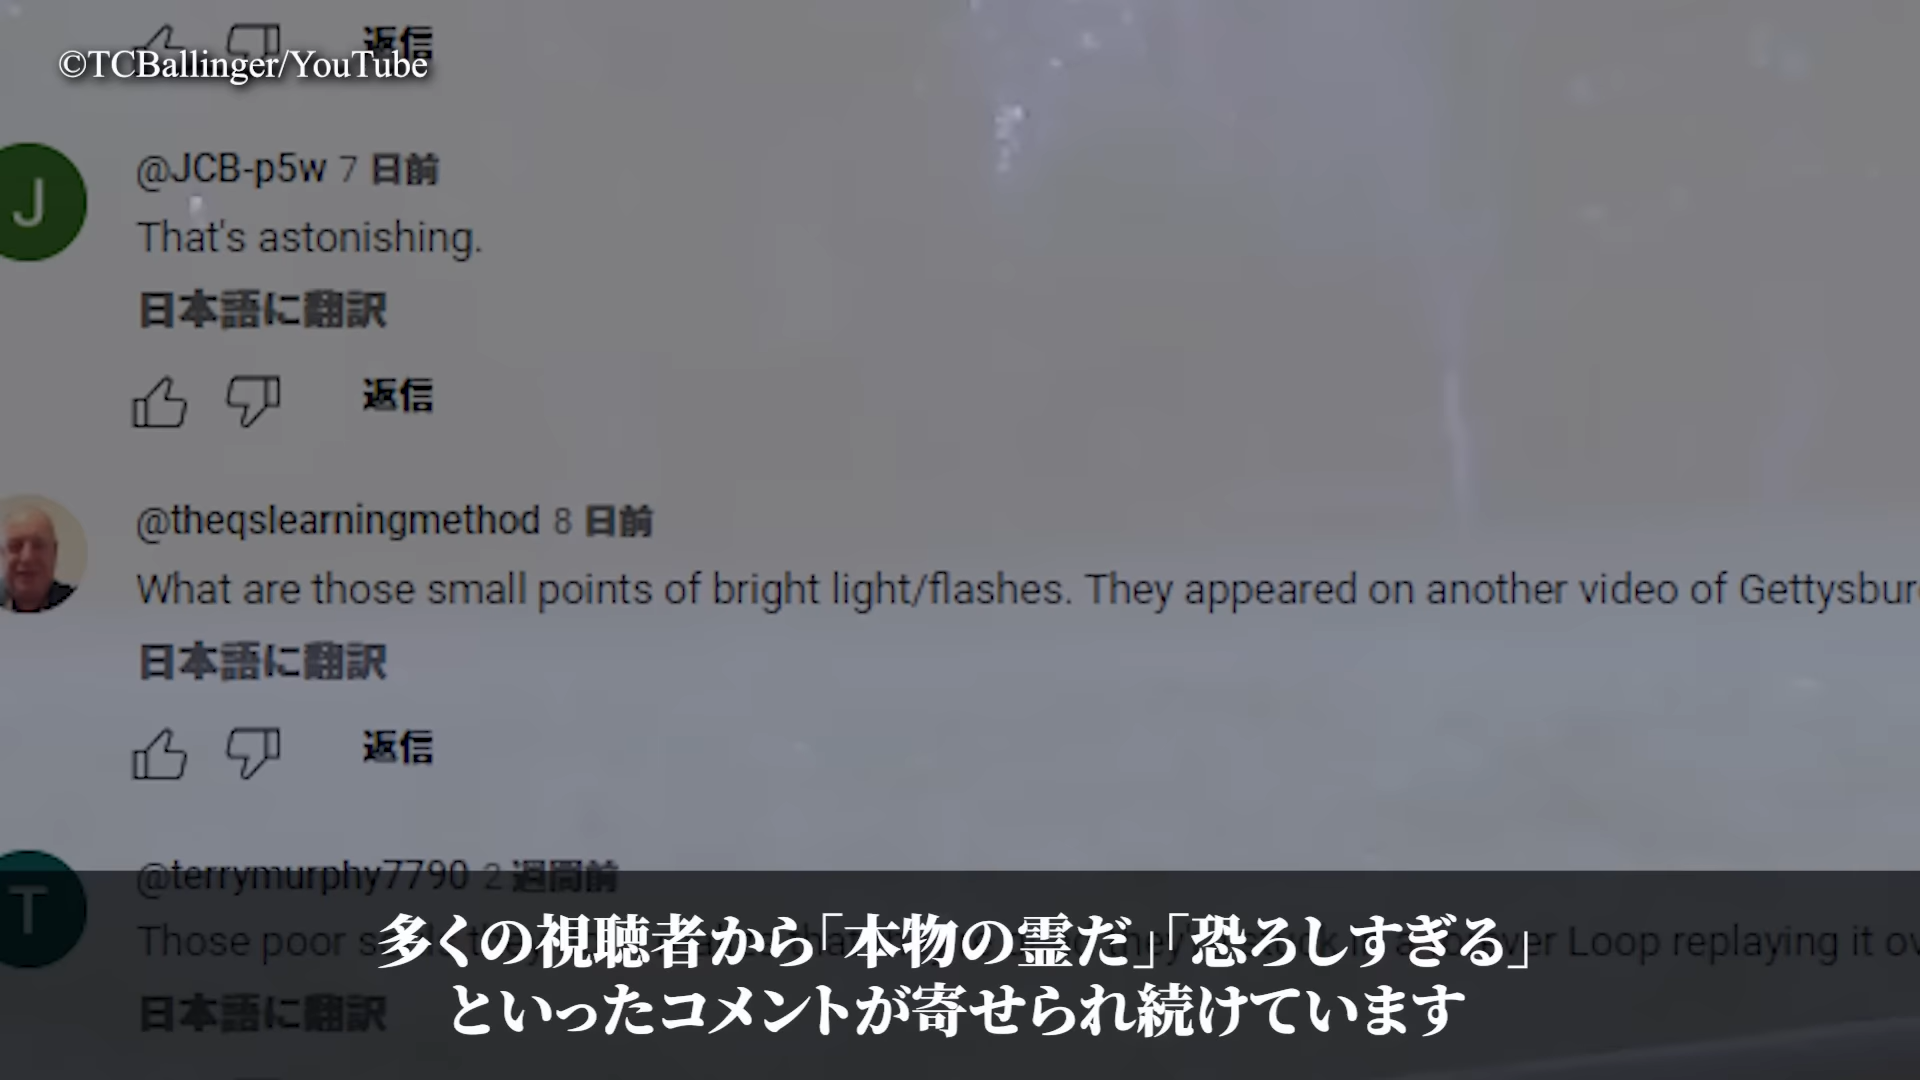 返信
©TCBallinger/YouTube
@JCB-p5w 7 日前
That's astonishing.
日本語に翻訳
返信
@theqslearningmethod 8 日前
What are those small points of bright light/flashes. They appeared on another video of Gettysbur
日本語に翻訳
返信
@terrymurphy7790 2 週間前
Those poor Loop replaying it
日本語に翻訳
多くの視聴者から「本物の霊だ」「恐ろしすぎる」
といったコメントが寄せられ続けています
J
T